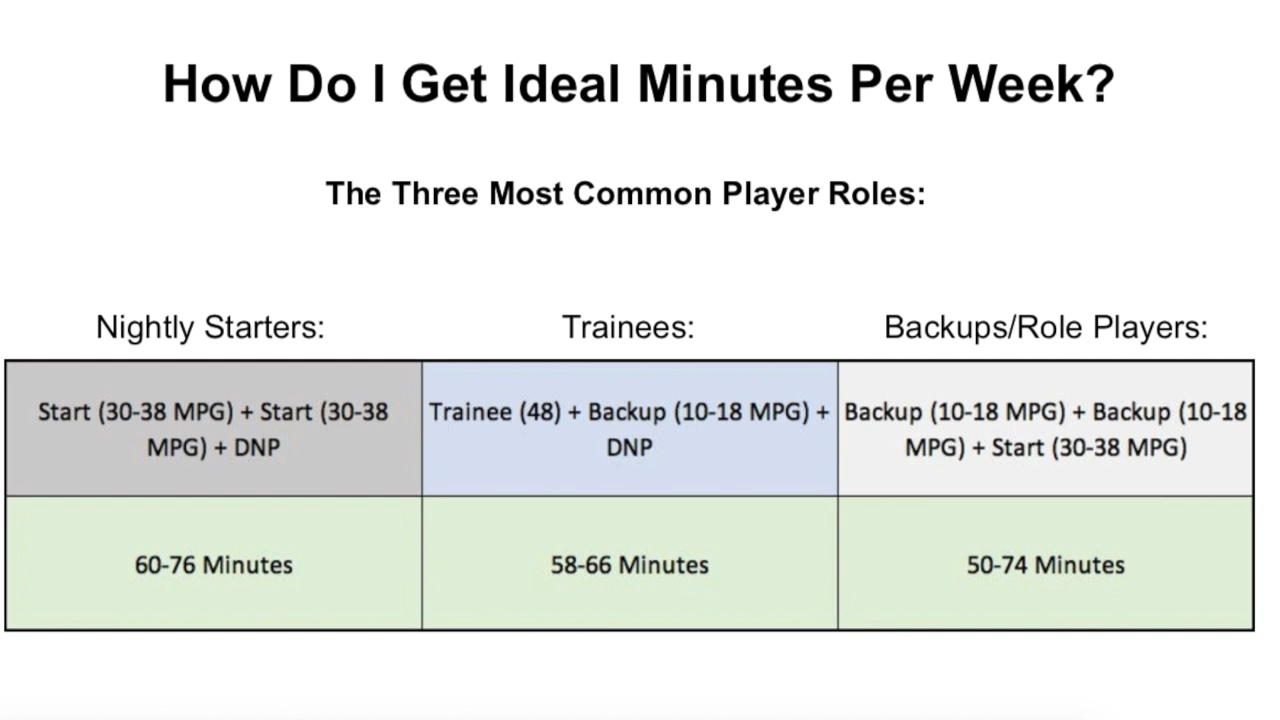 How Do I Get Ideal Minutes Per Week?
The Three Most Common Player Roles:
Nightly Starters:
Trainees:
Backups/Role Players:
Start (30-38 MPG) + Start (30-38
MPG) + DNP
Trainee (48) + Backup (10-18 MPG) +
DNP
Backup (10-18 MPG) + Backup (10-18
MPG) + Start (30-38 MPG)
60-76 Minutes
58-66 Minutes
50-74 Minutes